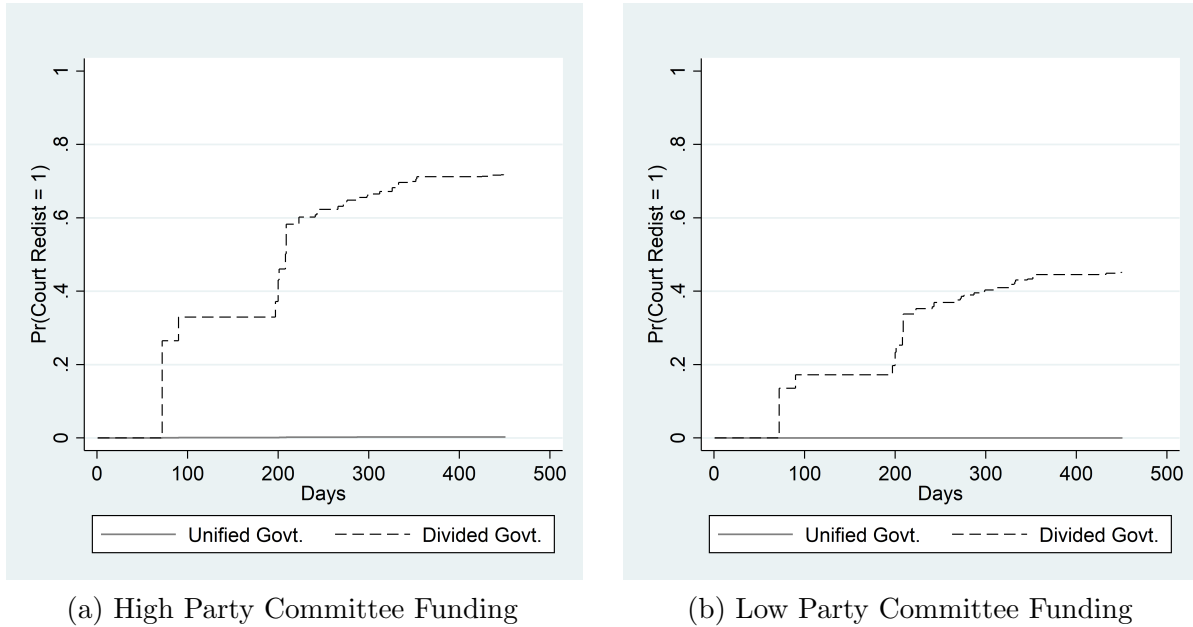 Pr(Court Redist = 1)
1
.8
.6
.4
.2
0
0 100 200 300 400 500
Days
Unified Govt. Divided Govt.
(a) High Party Committee Funding
Pr(Court Redist = 1)
1
.8
.6
.4
.2
0
0 100 200 300 400 500
Days
Unified Govt. Divided Govt.
(b) Low Party Committee Funding